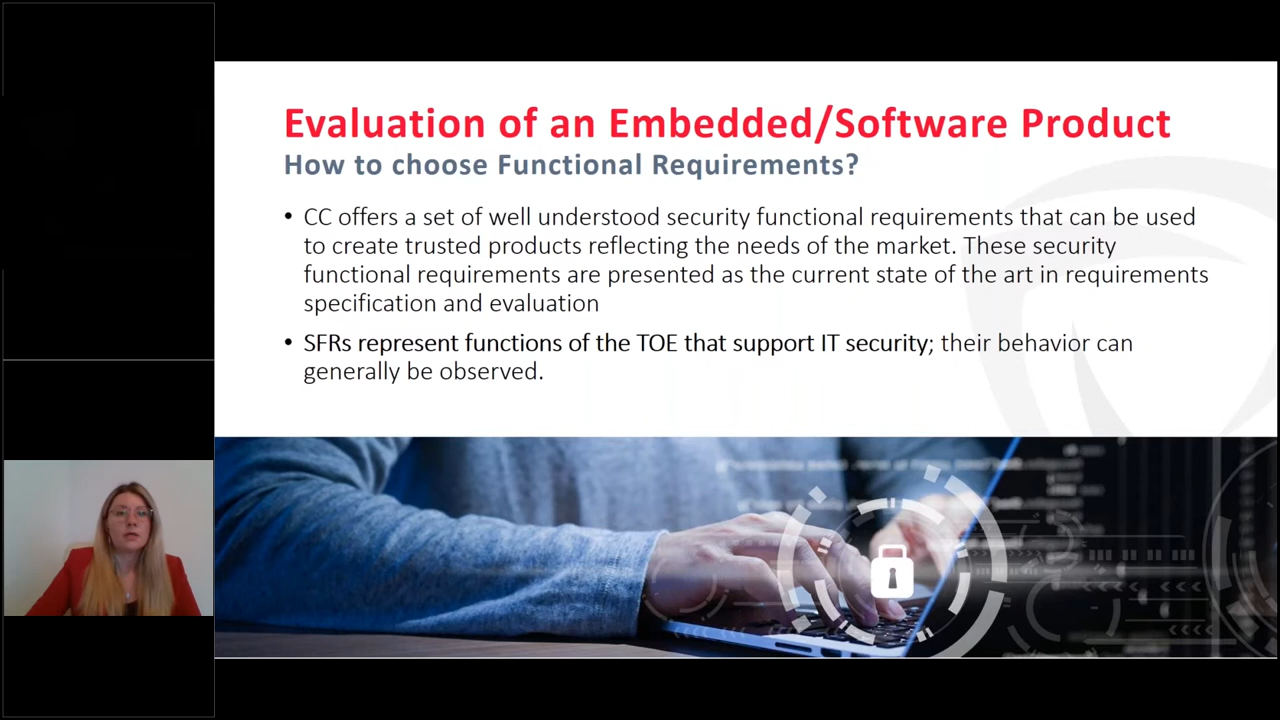 Evaluation of an Embedded/Software Product
How to choose Functional Requirements?
• CC offers a set of well understood security functional requirements that can be used
to create trusted products reflecting the needs of the market. These security
functional requirements are presented as the current state of the art in requirements
specification and evaluation
• SFRs represent functions of the TOE that support IT security; their behavior can
generally be observed.